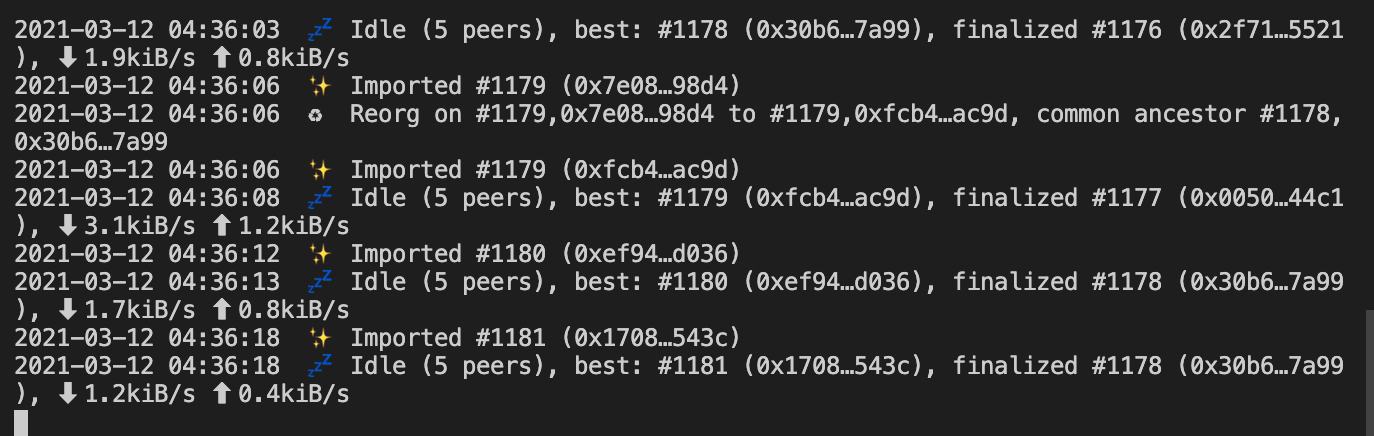 2021-03-12 04:36:03 💤 Idle (5 peers), best: #1178 (0x30b6…7a99), finalized #1176 (0x2f71…5521
), ⬇ 1.9kiB/s ⬆ 0.8kiB/s
2021-03-12 04:36:06 ✨ Imported #1179 (0x7e08…98d4)
2021-03-12 04:36:06 ♻ Reorg on #1179,0x7e08…98d4 to #1179,0xfcb4…ac9d, common ancestor #1178,
0x30b6…7a99
2021-03-12 04:36:06 ✨ Imported #1179 (0xfcb4…ac9d)
2021-03-12 04:36:08 💤 Idle (5 peers), best: #1179 (0xfcb4…ac9d), finalized #1177 (0x0050…44c1
), ⬇ 3.1kiB/s ⬆ 1.2kiB/s
2021-03-12 04:36:12 ✨ Imported #1180 (0xef94…d036)
2021-03-12 04:36:13 💤 Idle (5 peers), best: #1180 (0xef94…d036), finalized #1178 (0x30b6…7a99
), ⬇ 1.7kiB/s ⬆ 0.8kiB/s
2021-03-12 04:36:18 ✨ Imported #1181 (0x1708…543c)
2021-03-12 04:36:18 💤 Idle (5 peers), best: #1181 (0x1708…543c), finalized #1178 (0x30b6…7a99
), ⬇ 1.2kiB/s ⬆ 0.4kiB/s